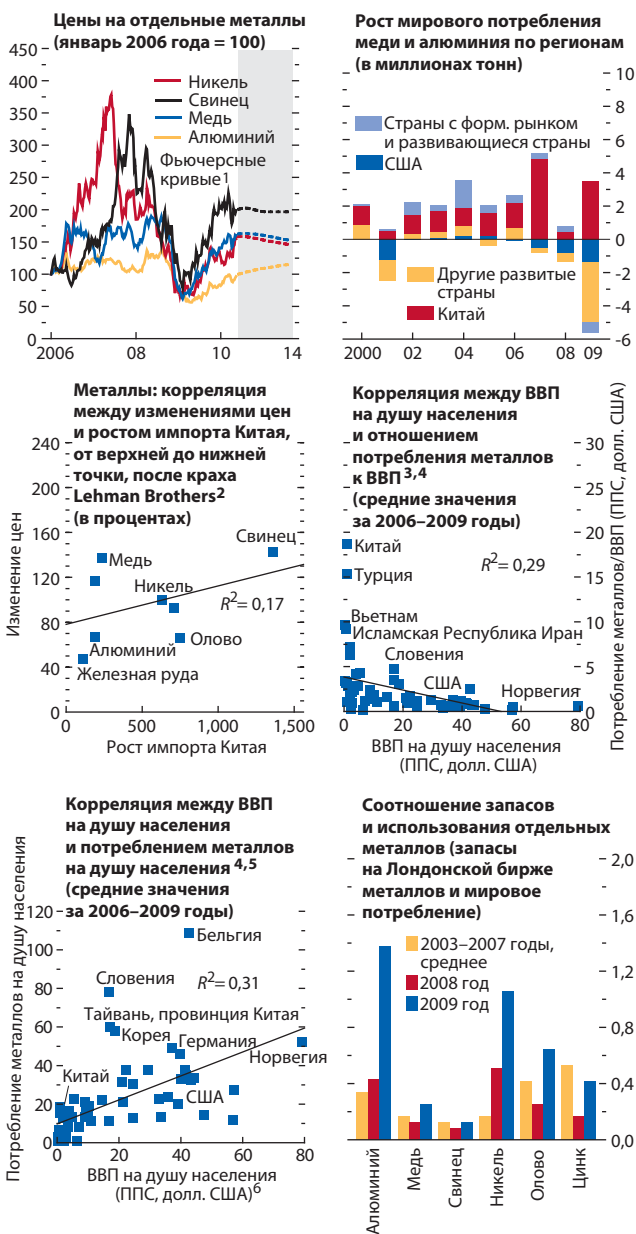 Цены на отдельные металлы
(январь 2006 года = 100)
450
400
350
300
250
200
150
100
50
0
Никель
Свинец
Медь
Алюминий
Фьючерсные
кривые1
2006
08
10
14
Рост мирового потребления
меди и алюминия по регионам
(в миллионах тонн)
10
8
6
4
2
0
-2
-4
-6
Страны с форм. рынком
и развивающиеся страны
США
Другие развитые
страны
Китай
2000
02
04
06
08
09
Металлы: корреляция
между изменениями цен
и ростом импорта Китая,
от верхней до нижней
точки, после краха
Lehman Brothers2
(в процентах)
Изменение цен
240
200
160
120
80
40
0
Свинец
Медь
Никель
R2= 0,17
Алюминий
Олово
Железная руда
0
500
1,000
1,500
Рост импорта Китая
Корреляция между ВВП
на душу населения
и отношением
потребления металлов
к ВВП3,4
(средние значения
за 2006–2009 годы)
Потребление металлов/ВВП (ППС, долл. США)
30
25
20
15
10
5
0
Китай
R2= 0,29
Турция
Вьетнам
Исламская Республика Иран
Словения
США
Норвегия
0
20
40
60
80
ВВП на душу населения
(ППС, долл. США)
Корреляция между ВВП
на душу населения
и потреблением металлов
на душу населения 4,5
(средние значения
за 2006–2009 годы)
Потребление металлов на душу населения
120
100
80
60
40
20
0
Бельгия
Словения
R2= 0,31
Тайвань, провинция Китая
Корея
Германия
Норвегия
Китай
США
0
20
40
60
80
ВВП на душу населения
(ППС, долл. США)6
Соотношение запасов
и использования отдельных
металлов (запасы
на Лондонской бирже
металлов и мировое
потребление)
2,0
1,6
1,2
0,8
0,4
0,0
2003–2007 годы,
среднее
2008 год
2009 год
Алюминий
Медь
Свинец
Никель
Олово
Цинк